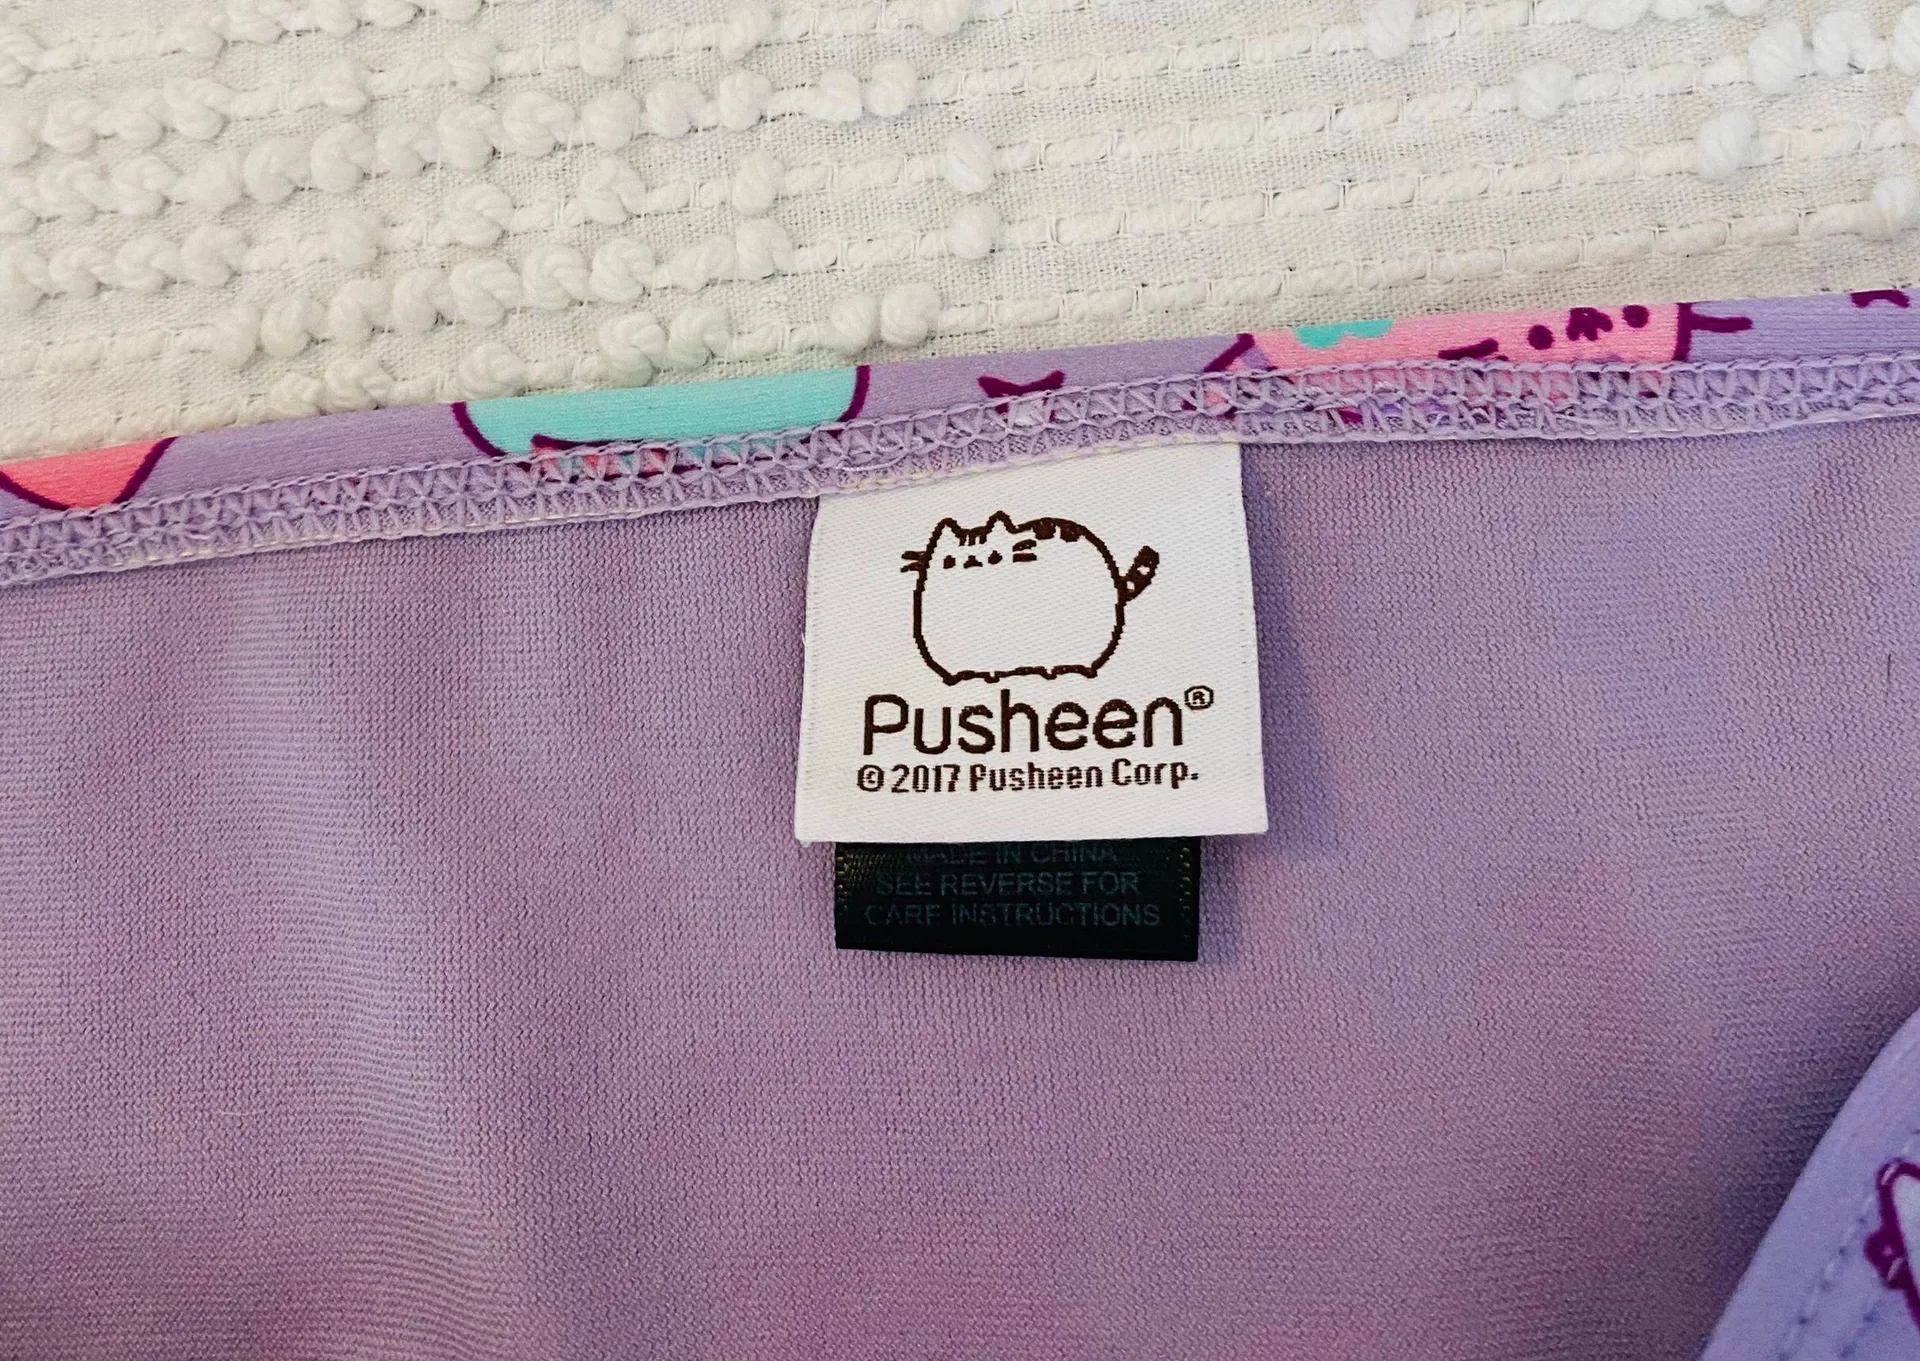 Pusheen®
© 2017 Pusheen Corp.
MADE IN CHINA
SEE REVERSE FOR
CARE INSTRUCTIONS